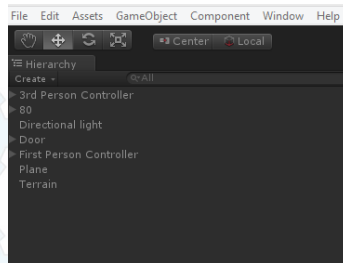 File Edit Assets GameObject Component Window Help
Center Local
Hierarchy
Create All
3rd Person Controller
80
Directional light
Door
First Person Controller
Plane
Terrain